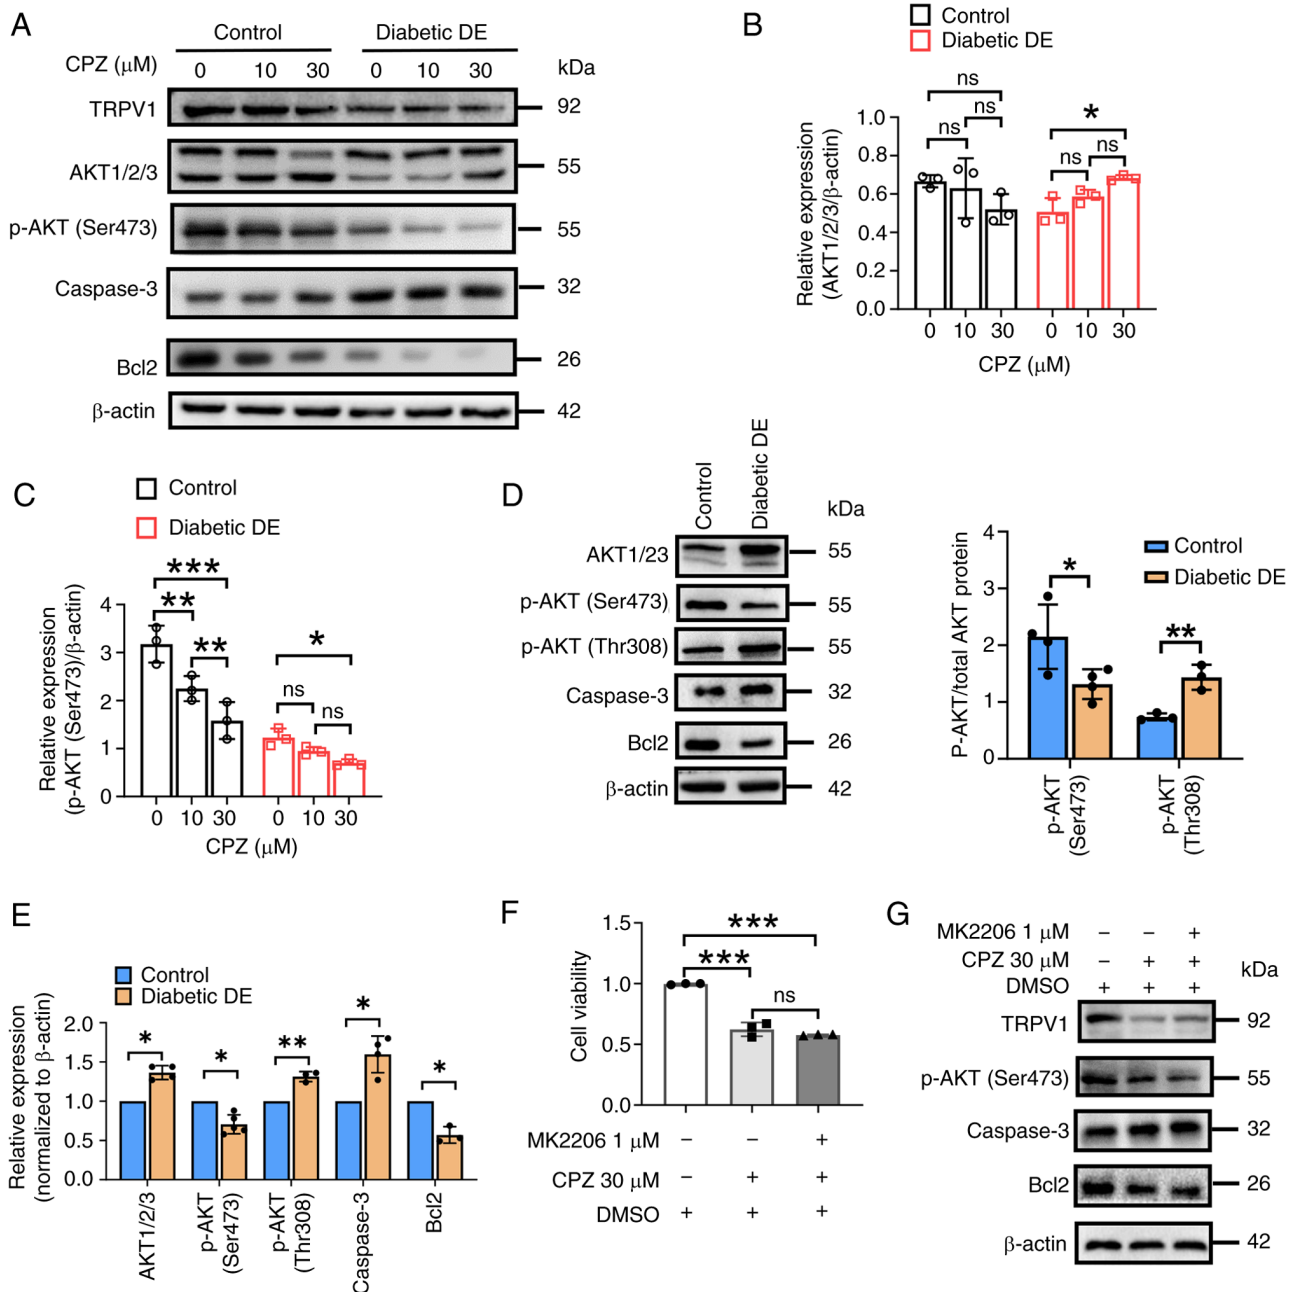 A
Control Diabetic DE
CPZ (μM) 0 10 30 0 10 30 kDa
TRPV1 92
AKT1/2/3 55
p-AKT (Ser473) 55
Caspase-3 32
Bcl2 26
β-actin 42
B
Control
Diabetic DE
ns
ns
ns
*
ns
ns
Relative expression
(AKT1/2/3/β-actin)
1.0
0.8
0.6
0.4
0.2
0.0
0 10 30 0 10 30
CPZ (μM)
C
Control
Diabetic DE
***
**
**
*
ns
ns
Relative expression
(p-AKT (Ser473)/β-actin)
4
3
2
1
0
0 10 30 0 10 30
CPZ (μM)
D
Control
Diabetic DE
kDa
AKT1/23 55
p-AKT (Ser473) 55
p-AKT (Thr308) 55
Caspase-3 32
Bcl2 26
β-actin 42
P-AKT/total AKT protein
4
3
2
1
0
Control
Diabetic DE
*
**
p-AKT
(Ser473)
p-AKT
(Thr308)
E
Control
Diabetic DE
Relative expression
(normalized to β-actin)
2.0
1.5
1.0
0.5
0.0
*
*
**
*
*
AKT1/2/3
p-AKT
(Ser473)
p-AKT
(Thr308)
Caspase-3
Bcl2
F
Cell viability
1.5
1.0
0.5
0.0
***
***
ns
MK2206 1 μM − − +
CPZ 30 μM − + +
DMSO + + +
G
MK2206 1 μM − − +
CPZ 30 μM − + +
DMSO + + +
kDa
TRPV1 92
p-AKT (Ser473) 55
Caspase-3 32
Bcl2 26
β-actin 42